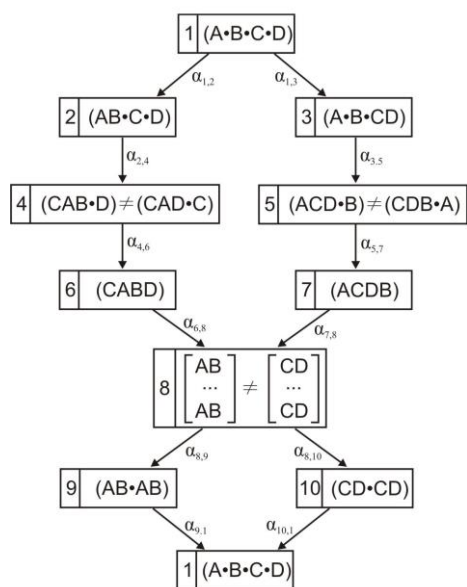 1 (A•B•C•D)
α1,2 α1,3
2 (AB•C•D) 3 (A•B•CD)
α2,4 α3.5
4 (CAB•D)≠(CAD•C) 5 (ACD•B)≠(CDB•A)
α4,6 α5,7
6 (CABD) 7 (ACDB)
α6,8 α7,8
AB CD
8 ... ≠ ...
AB CD
α8,9 α8,10
9 (AB•AB) 10 (CD•CD)
α9.1 α10,1
1 (A•B•C•D)